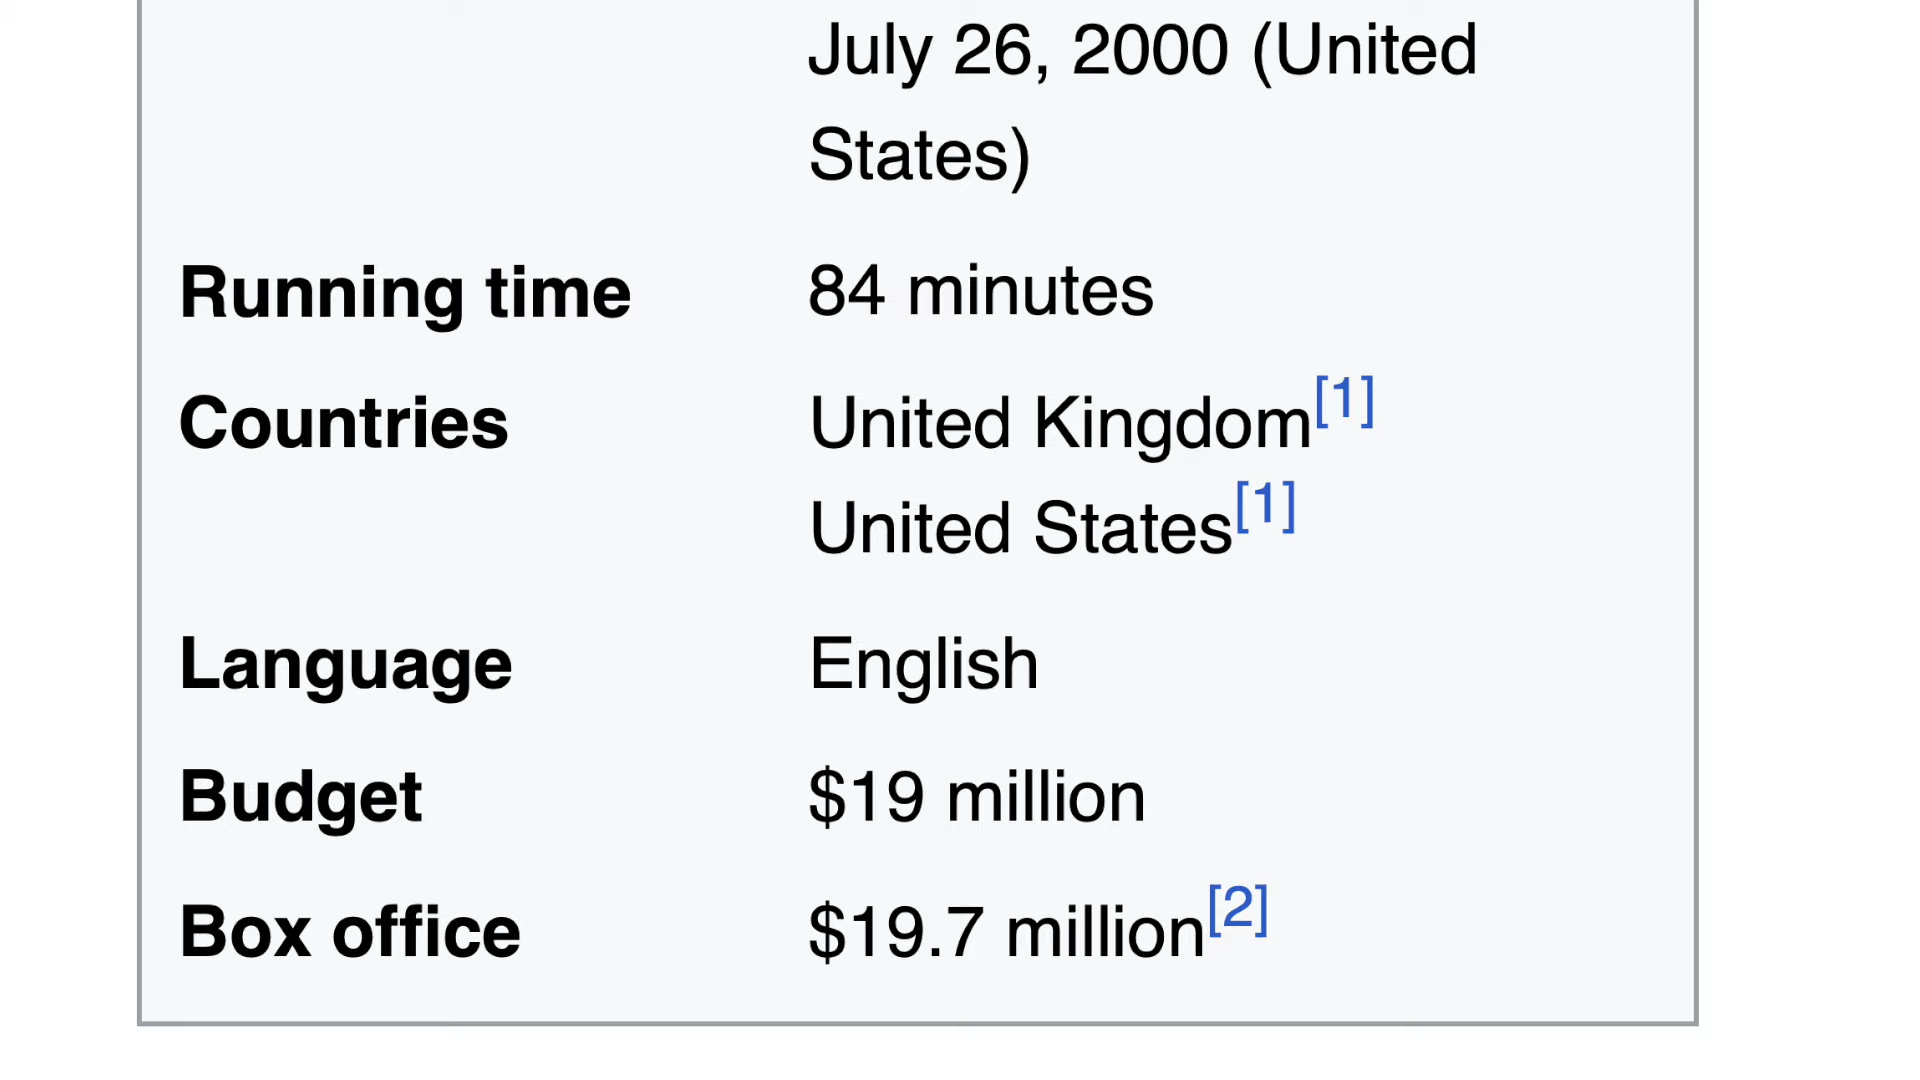 July 26, 2000 (United
States)
Running time 84 minutes
Countries United Kingdom[1]
United States[1]
Language English
Budget $19 million
Box office $19.7 million[2]